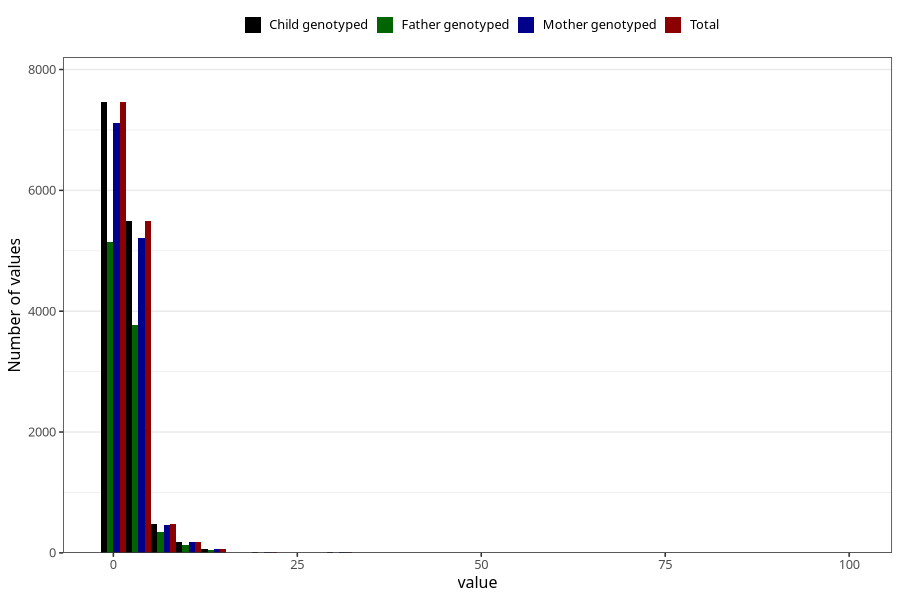 Child genotyped Father genotyped Mother genotyped Total
8000
6000
4000
2000
0
Number of values
0 25 50 75 100
value